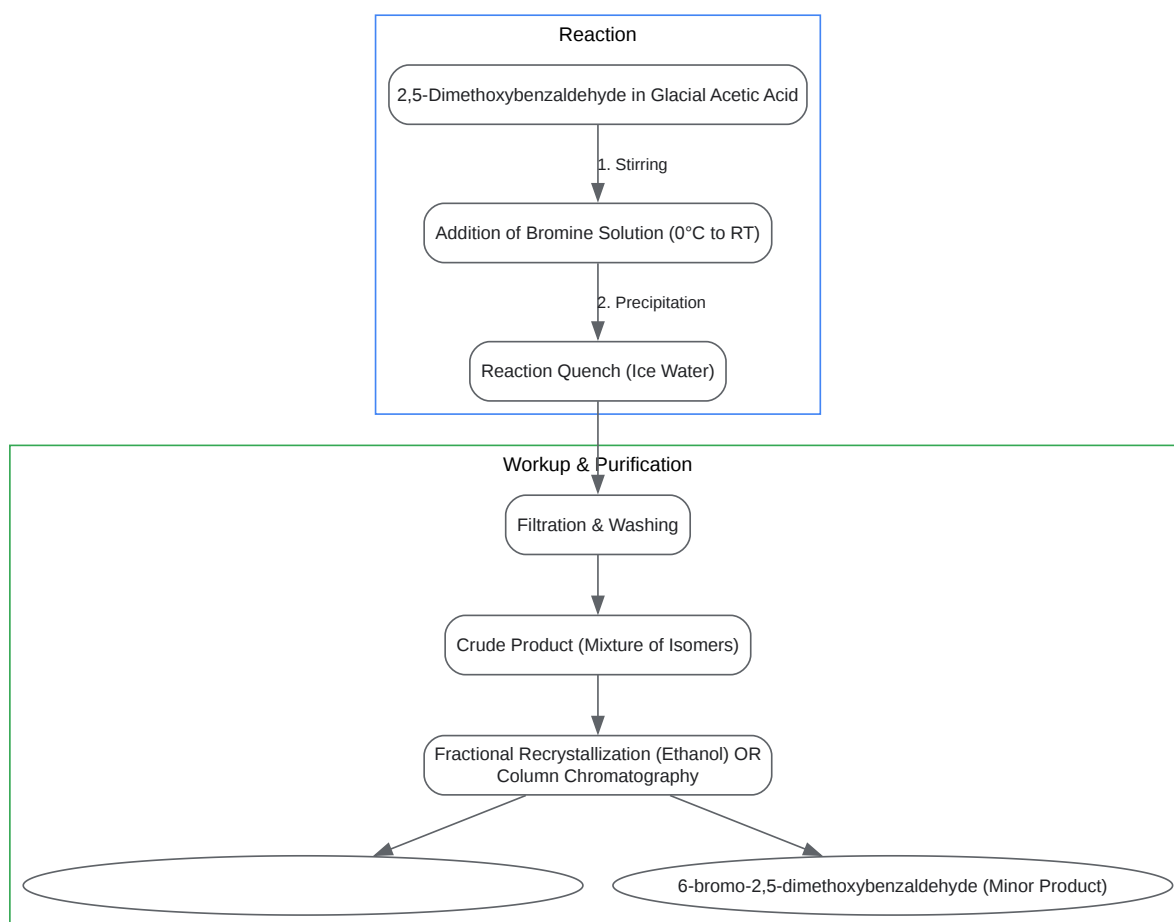 Reaction
2,5-Dimethoxybenzaldehyde in Glacial Acetic Acid
1. Stirring
Addition of Bromine Solution (0°C to RT)
2. Precipitation
Reaction Quench (Ice Water)
Workup & Purification
Filtration & Washing
Crude Product (Mixture of Isomers)
Fractional Recrystallization (Ethanol) OR
Column Chromatography
6-bromo-2,5-dimethoxybenzaldehyde (Minor Product)